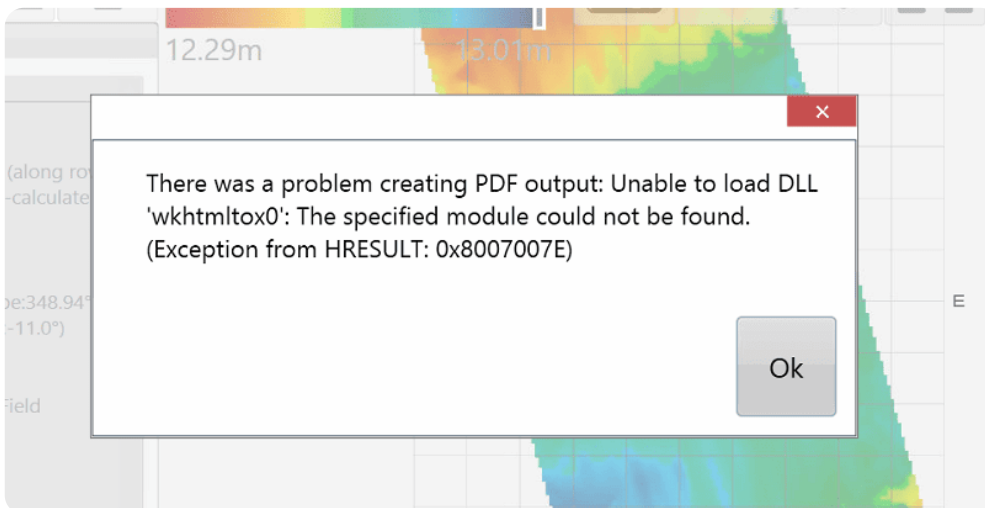 12.29m 13.01m
There was a problem creating PDF output: Unable to load DLL
'wkhtmltox0': The specified module could not be found.
(Exception from HRESULT: 0x8007007E)
(along ro
-calculate
pe:348.94°
-11.0°)
Field
E
Ok